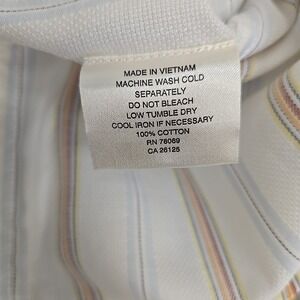 MADE IN VIETNAM
MACHINE WASH COLD
SEPARATELY
DO NOT BLEACH
LOW TUMBLE DRY
COOL IRON IF NECESSARY
100% COTTON
RN 76069
CA 26125